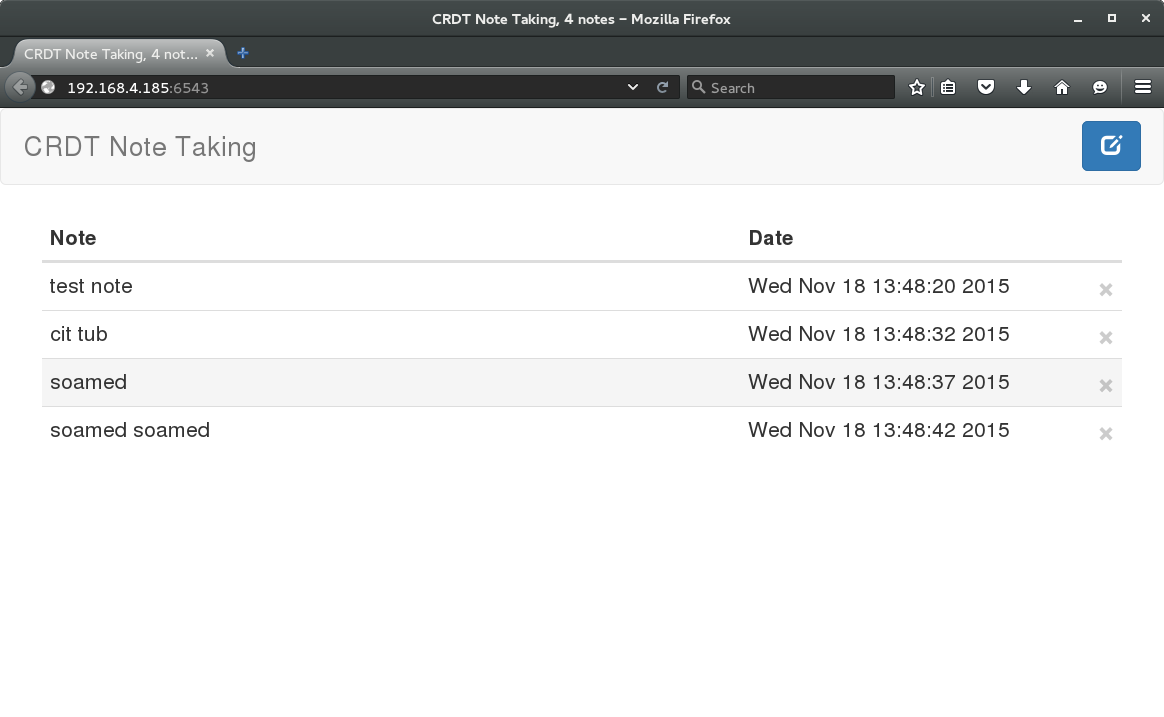 CRDT Note Taking, 4 notes – Mozilla Firefox
CRDT Note Taking, 4 not...
192.168.4.185:6543 Search
CRDT Note Taking
Note Date
test note Wed Nov 18 13:48:20 2015
cit tub Wed Nov 18 13:48:32 2015
soamed Wed Nov 18 13:48:37 2015
soamed soamed Wed Nov 18 13:48:42 2015